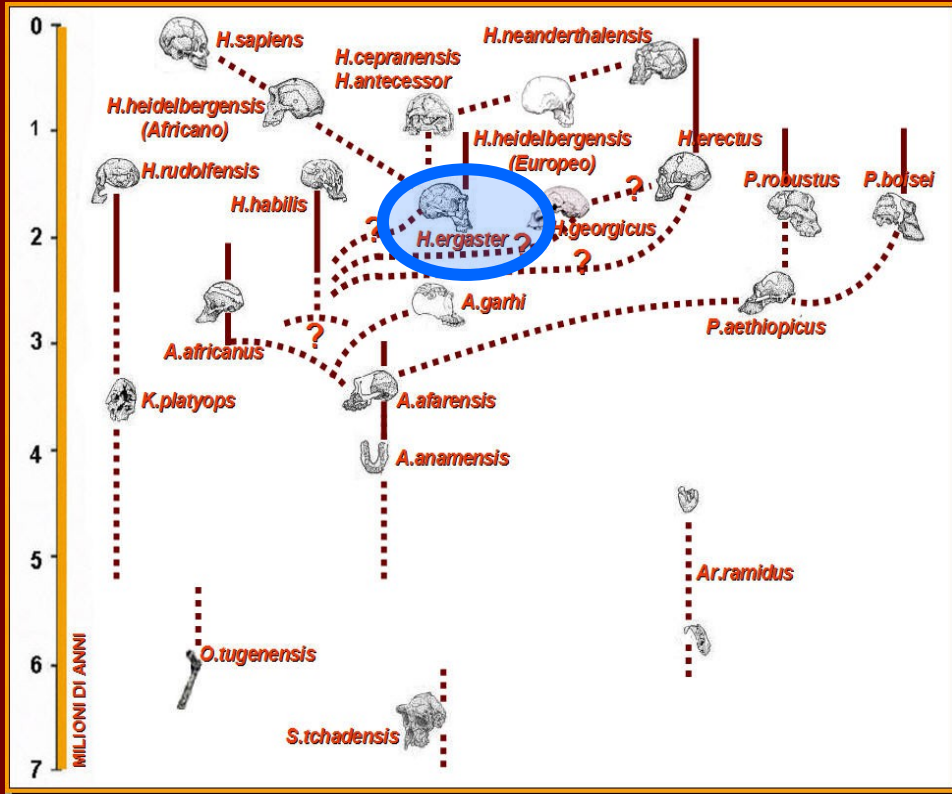 0
H.sapiens
H.cepranensis
H.antecessor
H.neanderthalensis
H.heidelbergensis
(Africano)
1
H.heidelbergensis
(Europeo)
H.erectus
H.rudolfensis
H.habilis
P.robustus
P.boisei
?
?
H.ergaster
?
H.georgicus
?
2
A.garhi
P.aethiopicus
?
3
A.africanus
K.platyops
A.afarensis
4
A.anamensis
5
Ar.ramidus
O.tugenensis
6
S.tchadensis
7
MILIONI DI ANNI